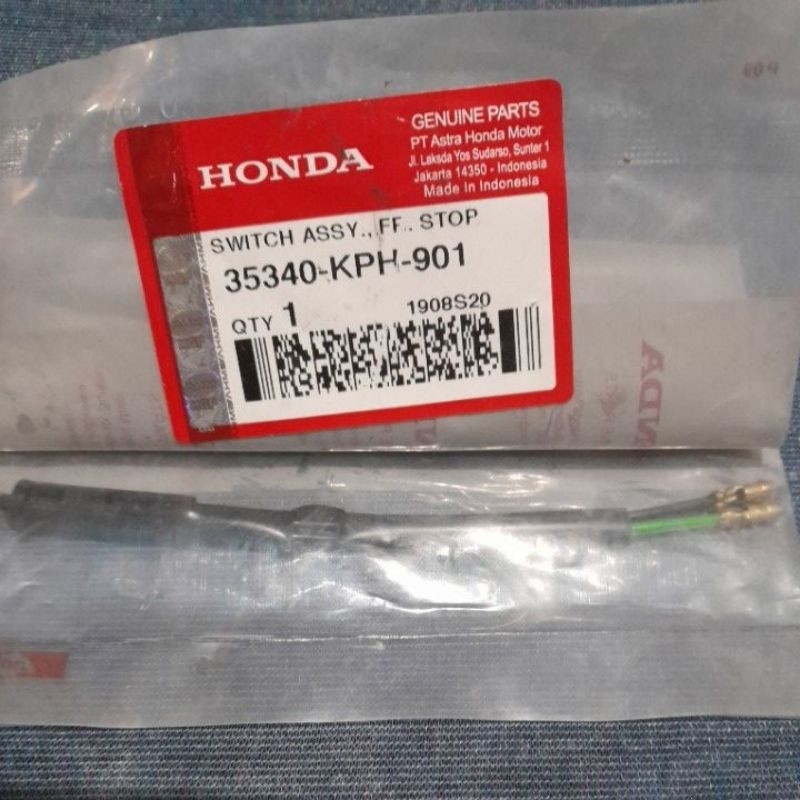 HONDA
GENUINE PARTS
PT Astra Honda Motor
Jl. Laksda Yos Sudarso, Sunter 1
Jakarta 14350 - Indonesia
Made in Indonesia
SWITCH ASSY., FF., STOP
35340-KPH-901
QTY 1
1908S20